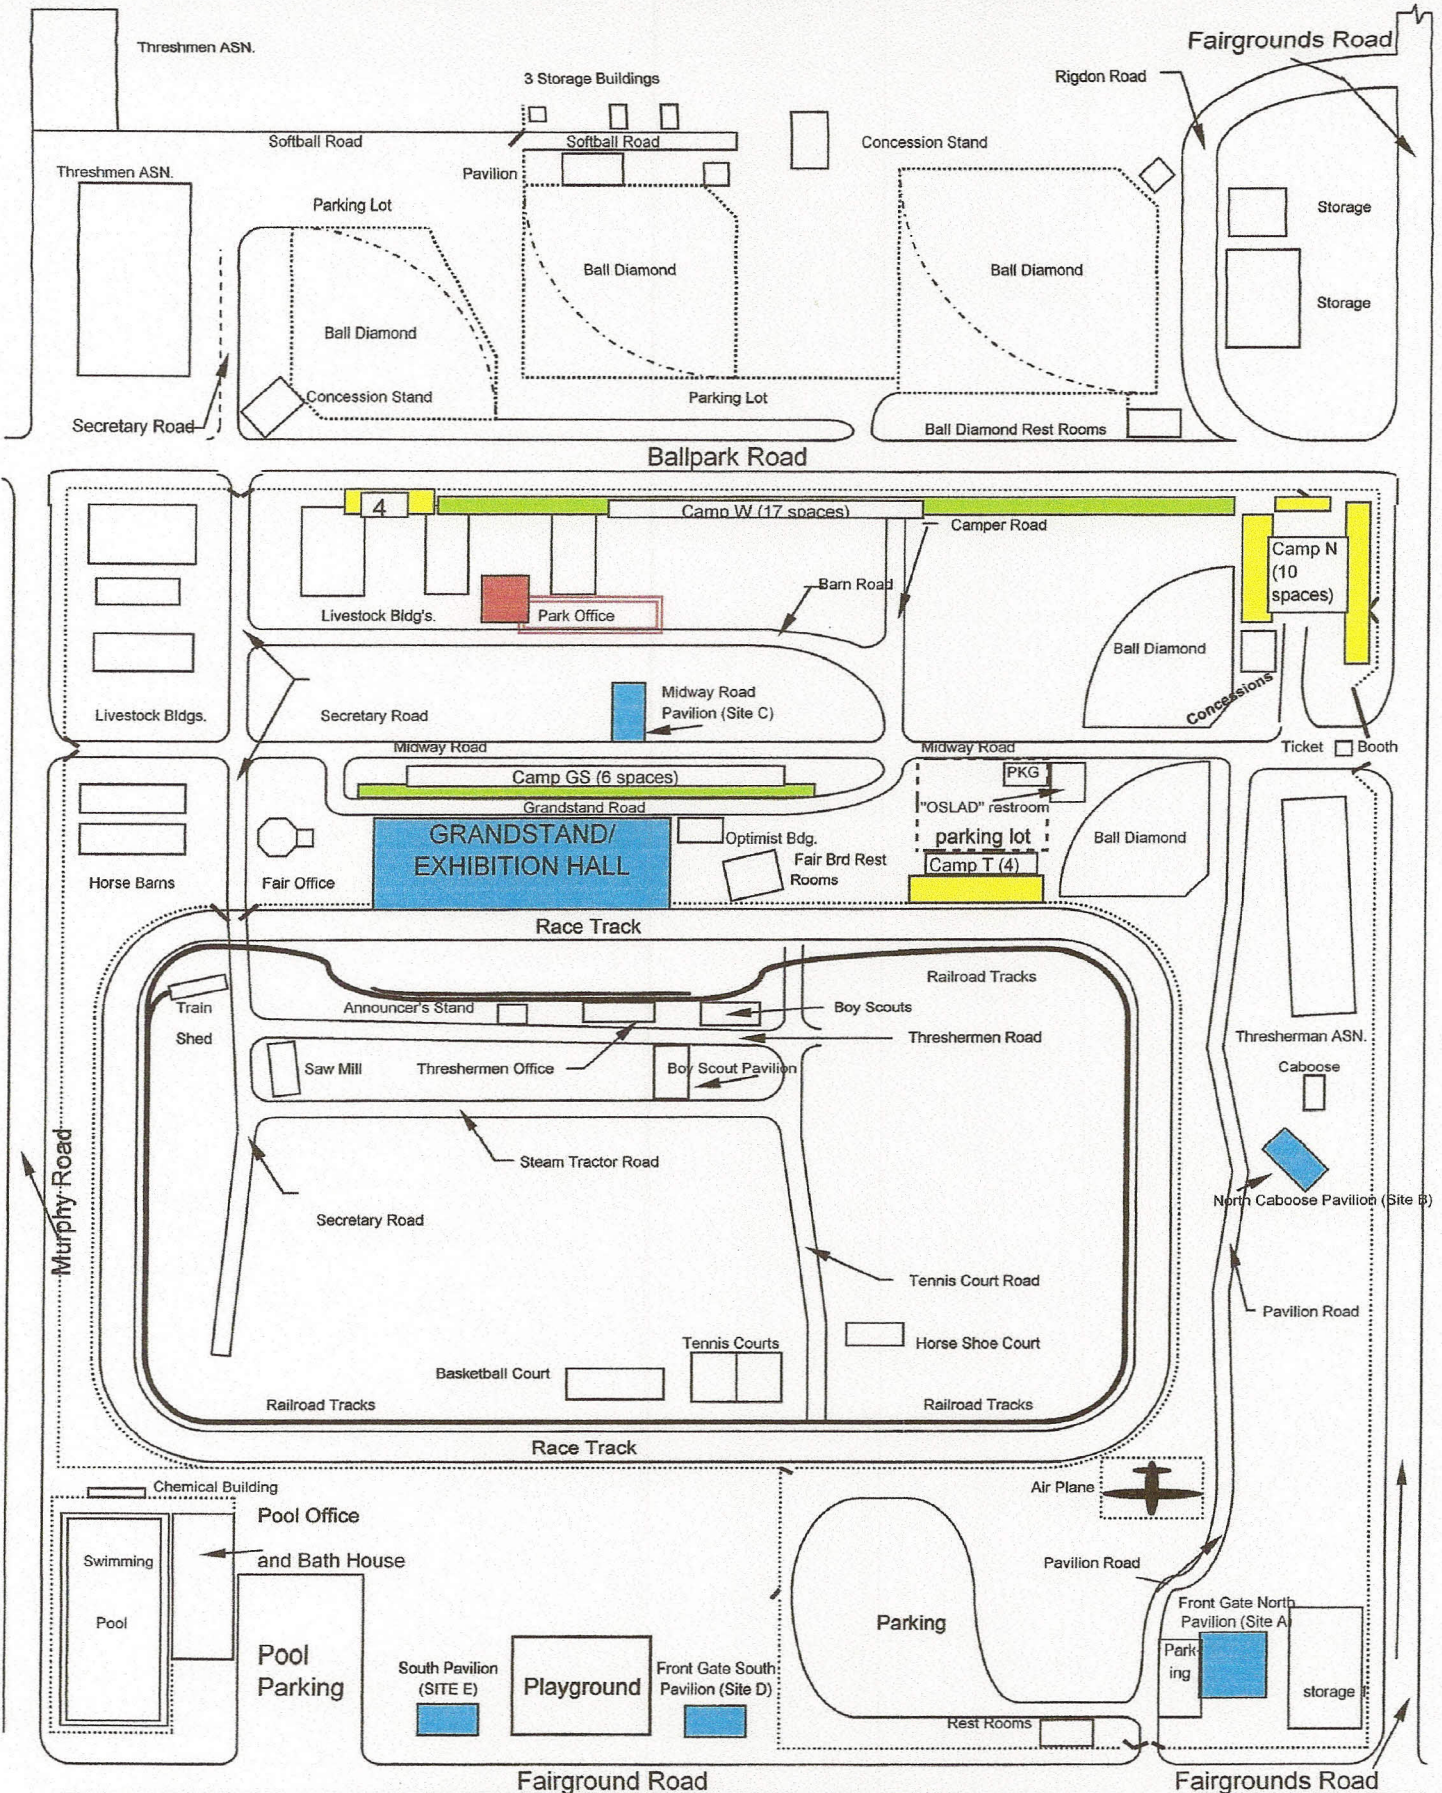 Threshmen ASN.
Fairgrounds Road
3 Storage Buildings
Rigdon Road
Softball Road
Softball Road
Concession Stand
Threshmen ASN.
Pavilion
Parking Lot
Storage
Ball Diamond
Ball Diamond
Storage
Ball Diamond
Concession Stand
Parking Lot
Secretary Road
Ball Diamond Rest Rooms
Ballpark Road
4
Camp W (17 spaces)
Camper Road
Camp N
(10
spaces)
Barn Road
Livestock Bldg's.
Park Office
Ball Diamond
Concessions
Midway Road
Pavilion (Site C)
Livestock Bldgs.
Secretary Road
Midway Road
Midway Road
Ticket
Booth
Camp GS (6 spaces)
PKG
"OSLAD" restroom
Grandstand Road
GRANDSTAND/
EXHIBITION HALL
Optimist Bdg.
parking lot
Ball Diamond
Fair Brd Rest
Rooms
Camp T (4)
Horse Barns
Fair Office
Race Track
Railroad Tracks
Train
Shed
Announcer's Stand
Boy Scouts
Threshermen Road
Thresherman ASN.
Saw Mill
Threshermen Office
Boy Scout Pavilion
Caboose
Murphy Road
Steam Tractor Road
North Caboose Pavilion (Site B)
Secretary Road
Tennis Court Road
Pavilion Road
Tennis Courts
Horse Shoe Court
Basketball Court
Railroad Tracks
Railroad Tracks
Race Track
Chemical Building
Air Plane
Pool Office
and Bath House
Swimming
Pool
Pavilion Road
Front Gate North
Pavilion (Site A)
Parking
Park-
ing
Pool
Parking
South Pavilion
(SITE E)
Playground
Front Gate South
Pavilion (Site D)
storage
Rest Rooms
Fairground Road
Fairgrounds Road